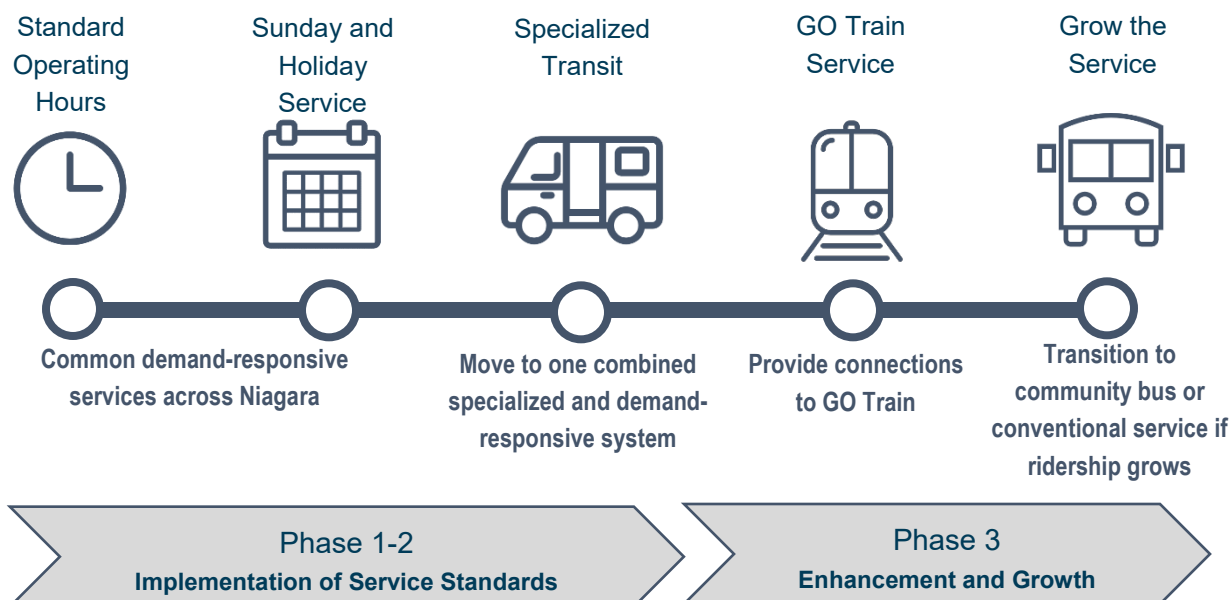 Standard
Operating
Hours
Sunday and
Holiday
Service
Specialized
Transit
GO Train
Service
Grow the
Service
Common demand-responsive
services across Niagara
Move to one combined
specialized and demand-
responsive system
Provide connections
to GO Train
Transition to
community bus or
conventional service if
ridership grows
Phase 1-2
Implementation of Service Standards
Phase 3
Enhancement and Growth